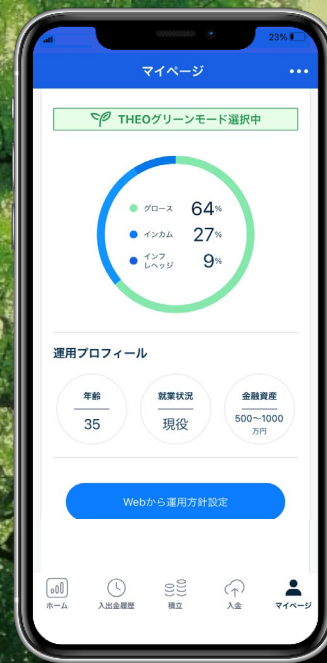 23%
マイページ
THEOグリーンモード選択中
グロース 64%
インカム 27%
インフレヘッジ 9%
運用プロフィール
年齢 就業状況 金融資産
35 現役 500〜1000
万円
Webから運用方針設定
ホーム 入出金履歴 積立 入金 マイページ